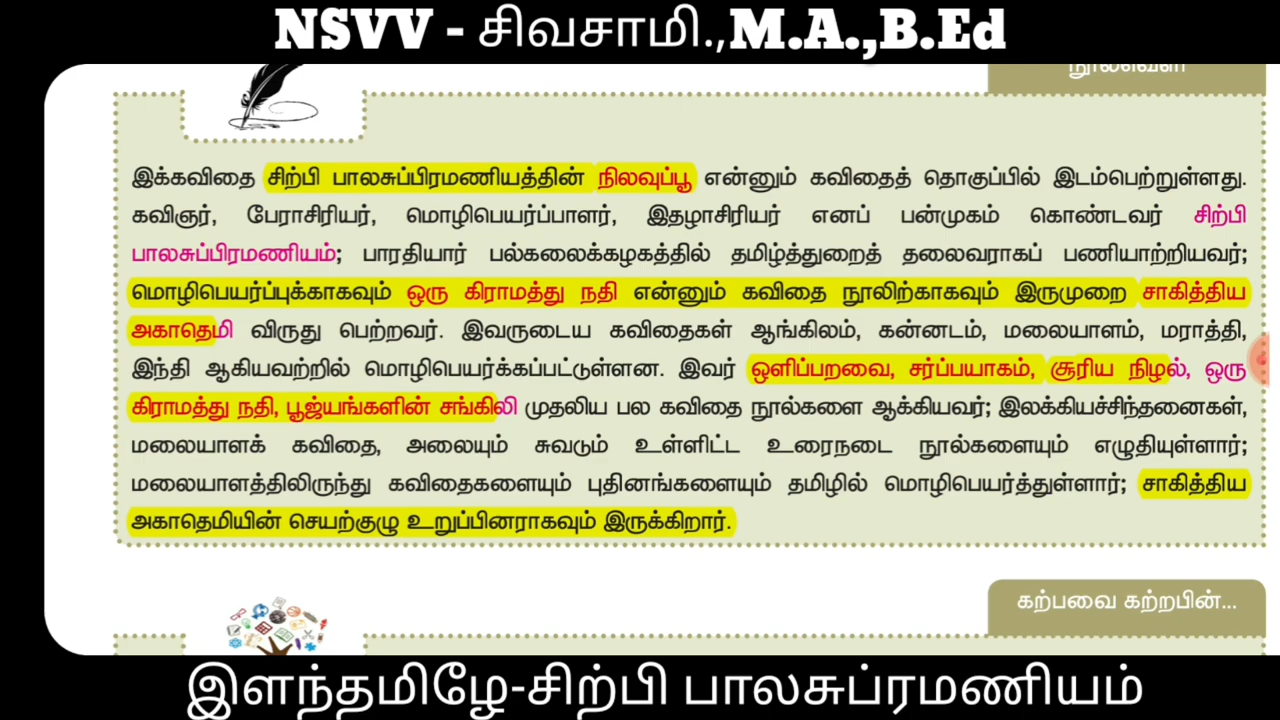 NSVV - சிவசாமி.,M.A.,B.Ed
நூல்வெளி
இக்கவிதை சிற்பி பாலசுப்பிரமணியத்தின் நிலவுப்பூ என்னும் கவிதைத் தொகுப்பில் இடம்பெற்றுள்ளது.
கவிஞர், பேராசிரியர், மொழிபெயர்ப்பாளர், இதழாசிரியர் எனப் பன்முகம் கொண்டவர் சிற்பி
பாலசுப்பிரமணியம்; பாரதியார் பல்கலைக்கழகத்தில் தமிழ்த்துறைத் தலைவராகப் பணியாற்றியவர்;
மொழிபெயர்ப்புக்காகவும் ஒரு கிராமத்து நதி என்னும் கவிதை நூலிற்காகவும் இருமுறை சாகித்திய
அகாதெமி விருது பெற்றவர். இவருடைய கவிதைகள் ஆங்கிலம், கன்னடம், மலையாளம், மராத்தி,
இந்தி ஆகியவற்றில் மொழிபெயர்க்கப்பட்டுள்ளன. இவர் ஒளிப்பறவை, சர்ப்பயாகம், சூரிய நிழல், ஒரு
கிராமத்து நதி, பூஜ்யங்களின் சங்கிலி முதலிய பல கவிதை நூல்களை ஆக்கியவர்; இலக்கியச்சிந்தனைகள்,
மலையாளக் கவிதை, அலையும் சுவடும் உள்ளிட்ட உரைநடை நூல்களையும் எழுதியுள்ளார்;
மலையாளத்திலிருந்து கவிதைகளையும் புதினங்களையும் தமிழில் மொழிபெயர்த்துள்ளார்; சாகித்திய
அகாதெமியின் செயற்குழு உறுப்பினராகவும் இருக்கிறார்.
கற்பவை கற்றபின்...
இளந்தமிழே-சிற்பி பாலசுப்ரமணியம்